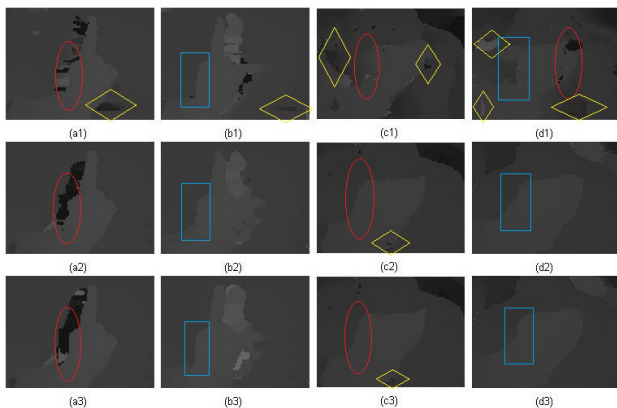 (a1) (b1) (c1) (d1)
(a2) (b2) (c2) (d2)
(a3) (b3) (c3) (d3)